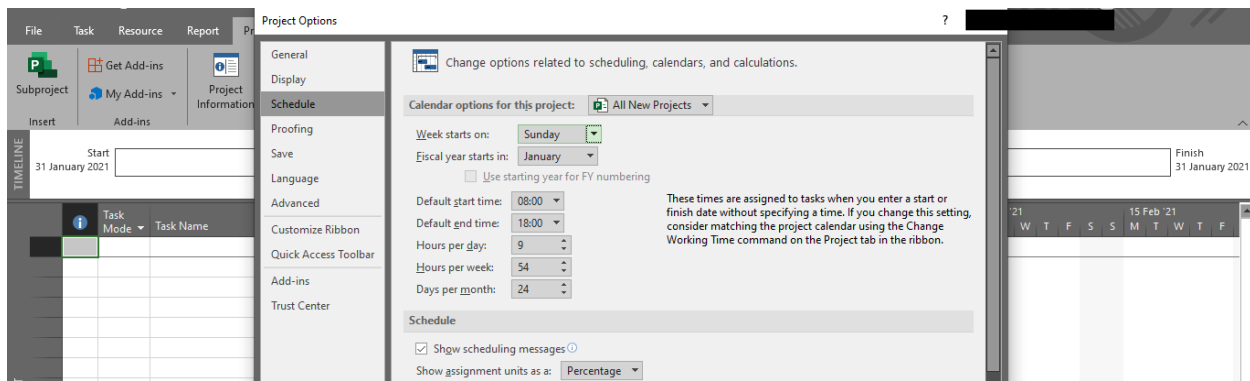 Project Options
?
File Task Resource Report Pr
Subproject
Get Add-ins
My Add-ins
Project
Information
Insert
Add-ins
TIMELINE
Start
31 January 2021
Finish
31 January 2021
Task
Mode
Task Name
General
Display
Schedule
Proofing
Save
Language
Advanced
Customize Ribbon
Quick Access Toolbar
Add-ins
Trust Center
Change options related to scheduling, calendars, and calculations.
Calendar options for this project: All New Projects
Week starts on: Sunday
Fiscal year starts in: January
Use starting year for FY numbering
Default start time: 08:00
Default end time: 18:00
Hours per day: 9
Hours per week: 54
Days per month: 24
These times are assigned to tasks when you enter a start or
finish date without specifying a time. If you change this setting,
consider matching the project calendar using the Change
Working Time command on the Project tab in the ribbon.
Schedule
Show scheduling messages
Show assignment units as a: Percentage
'21 15 Feb '21
W T F S S M T W T F